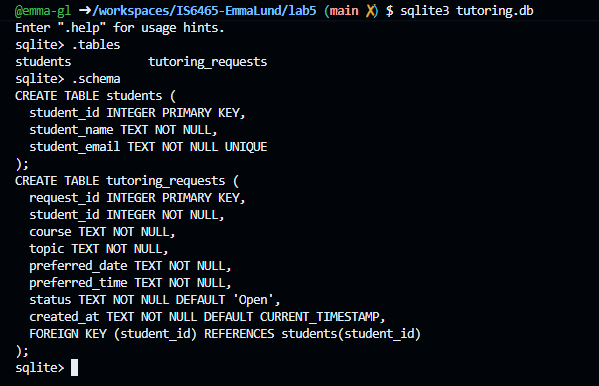 @emma-gl ➜/workspaces/IS6465-EmmaLund/lab5 (main ✗) $ sqlite3 tutoring.db
Enter ".help" for usage hints.
sqlite> .tables
students           tutoring_requests
sqlite> .schema
CREATE TABLE students (
  student_id INTEGER PRIMARY KEY,
  student_name TEXT NOT NULL,
  student_email TEXT NOT NULL UNIQUE
);
CREATE TABLE tutoring_requests (
  request_id INTEGER PRIMARY KEY,
  student_id INTEGER NOT NULL,
  course TEXT NOT NULL,
  topic TEXT NOT NULL,
  preferred_date TEXT NOT NULL,
  preferred_time TEXT NOT NULL,
  status TEXT NOT NULL DEFAULT 'Open',
  created_at TEXT NOT NULL DEFAULT CURRENT_TIMESTAMP,
  FOREIGN KEY (student_id) REFERENCES students(student_id)
);
sqlite>